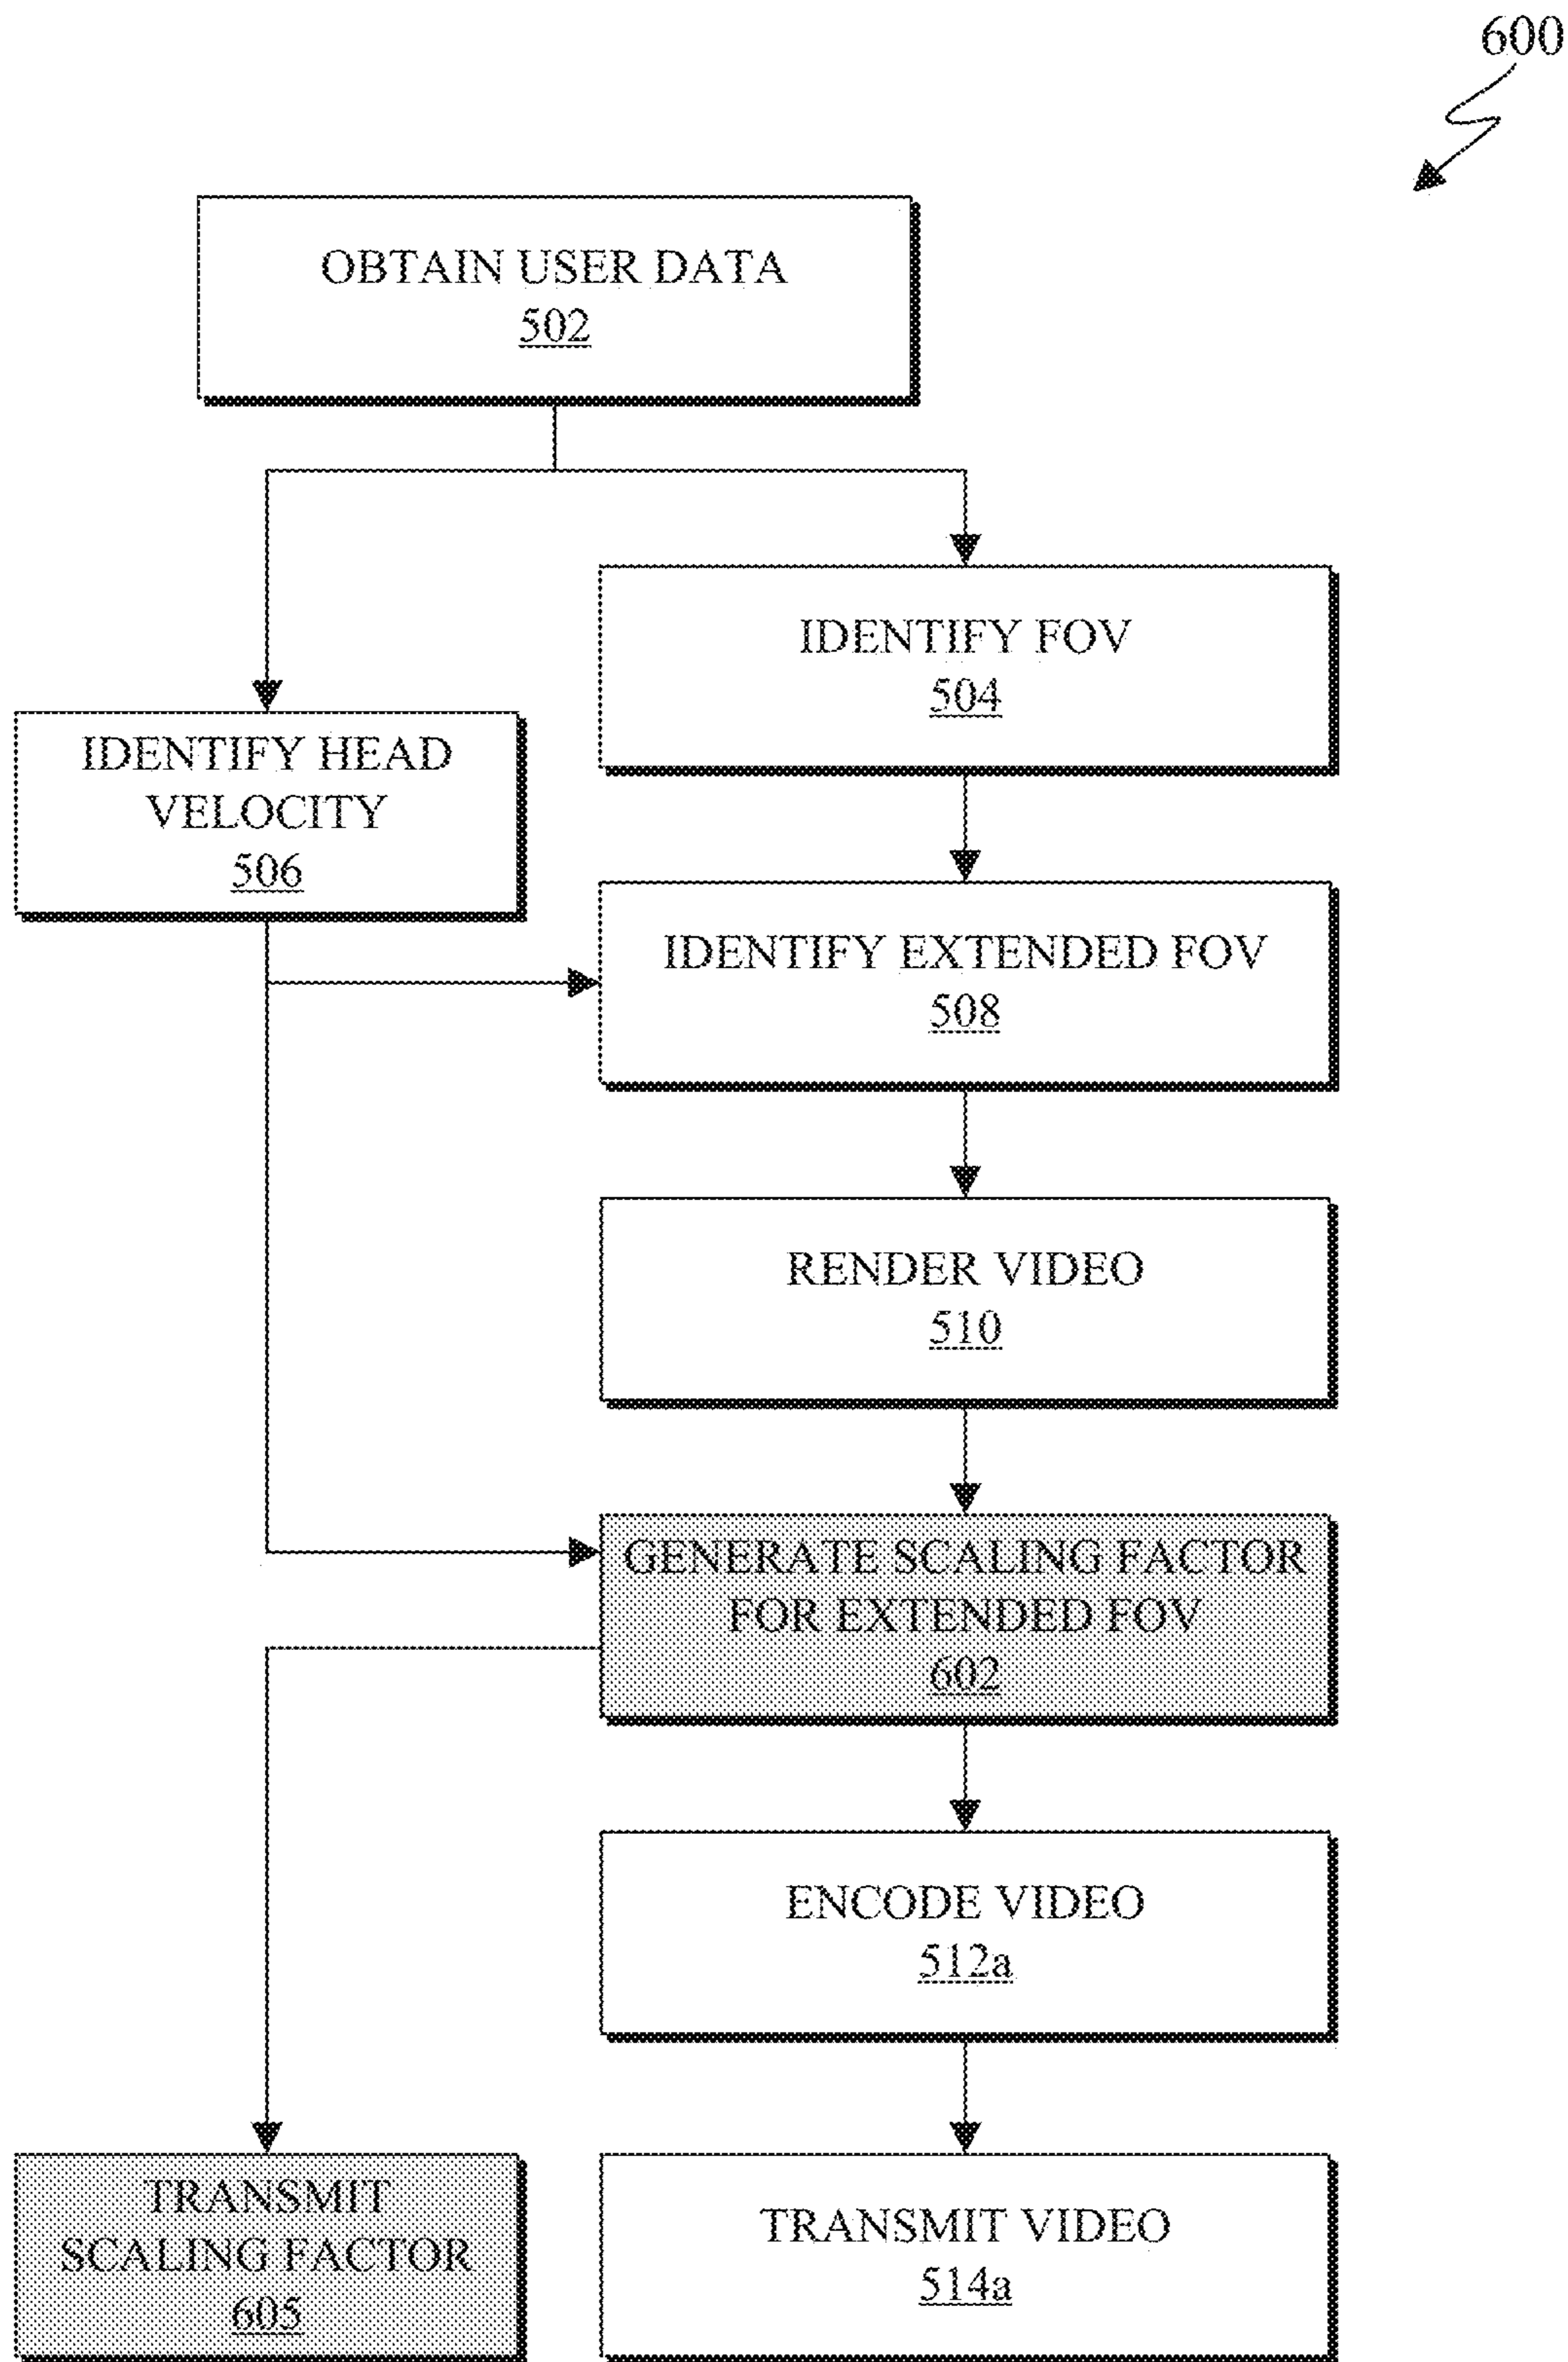 600
OBTAIN USER DATA
502
IDENTIFY FOV
504
IDENTIFY HEAD
VELOCITY
506
IDENTIFY EXTENDED FOV
508
RENDER VIDEO
510
GENERATE SCALING FACTOR
FOR EXTENDED FOV
602
ENCODE VIDEO
512a
TRANSMIT
SCALING FACTOR
605
TRANSMIT VIDEO
514a